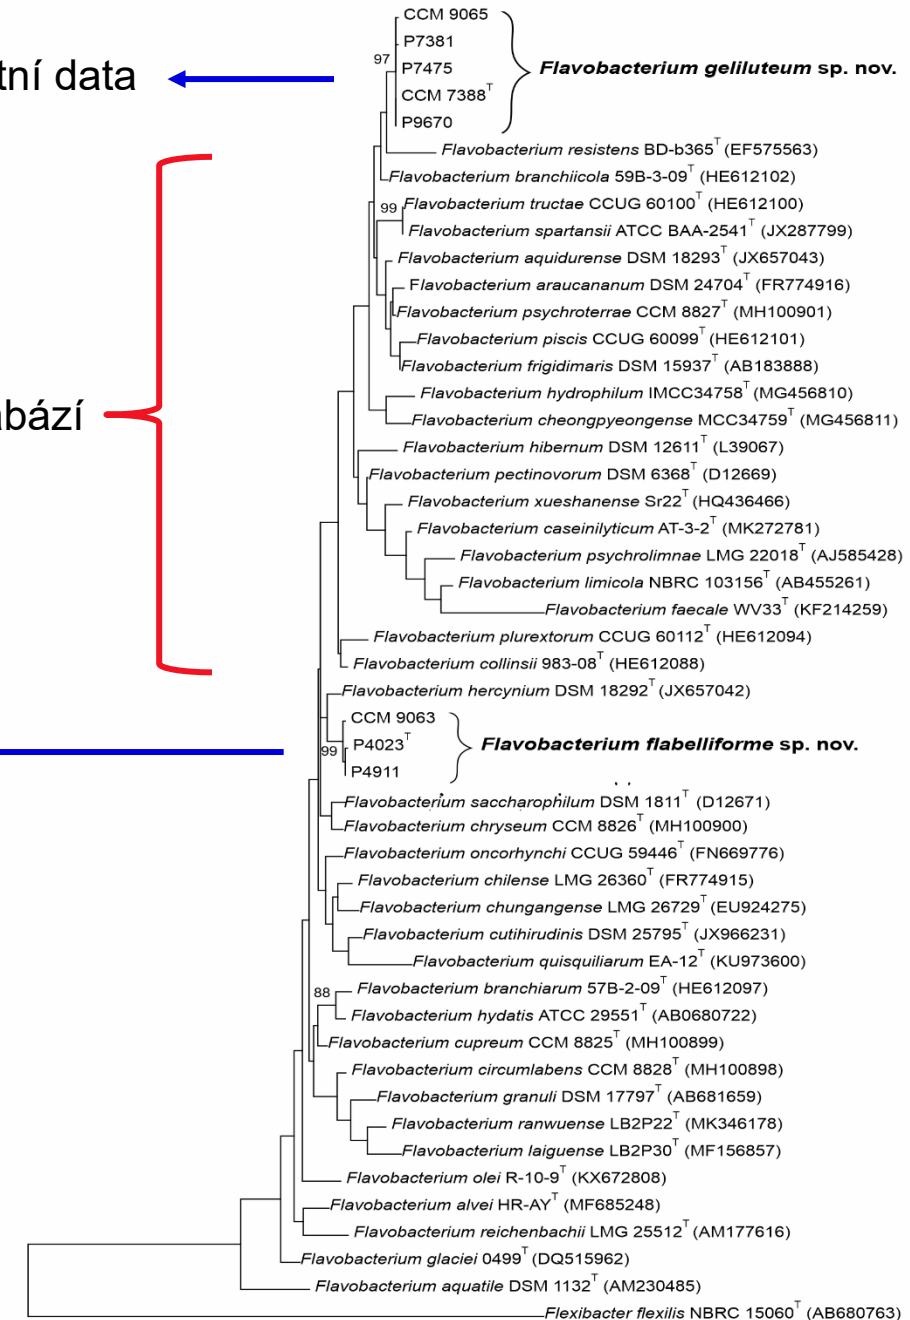 CCM 9065
P7381
97
tní data
P7475
Flavobacterium geliluteum sp. nov.
CCM 7388T
P9670
Flavobacterium resistens BD-b365T (EF575563)
Flavobacterium branchiicola 59B-3-09T (HE612102)
99
Flavobacterium tructae CCUG 60100T (HE612100)
Flavobacterium spartansii ATCC BAA-2541T (JX287799)
Flavobacterium aquidurense DSM 18293T (JX657043)
Flavobacterium araucananum DSM 24704T (FR774916)
Flavobacterium psychroterrae CCM 8827T (MH100901)
Flavobacterium piscis CCUG 60099T (HE612101)
Flavobacterium frigidimaris DSM 15937T (AB183888)
Flavobacterium hydrophilum IMCC34758T (MG456810)
abází
Flavobacterium cheongpyeongense MCC34759T (MG456811)
Flavobacterium hibernum DSM 12611T (L39067)
Flavobacterium pectinovorum DSM 6368T (D12669)
Flavobacterium xueshanense Sr22T (HQ436466)
Flavobacterium caseinilyticum AT-3-2T (MK272781)
Flavobacterium psychrolimnae LMG 22018T (AJ585428)
Flavobacterium limicola NBRC 103156T (AB455261)
Flavobacterium faecale WV33T (KF214259)
Flavobacterium plurextorum CCUG 60112T (HE612094)
Flavobacterium collinsii 983-08T (HE612088)
Flavobacterium hercynium DSM 18292T (JX657042)
CCM 9063
99
P4023T
Flavobacterium flabelliforme sp. nov.
P4911
Flavobacterium saccharophilum DSM 1811T (D12671)
Flavobacterium chryseum CCM 8826T (MH100900)
Flavobacterium oncorhynchi CCUG 59446T (FN669776)
Flavobacterium chilense LMG 26360T (FR774915)
Flavobacterium chungangense LMG 26729T (EU924275)
Flavobacterium cutihirudinis DSM 25795T (JX966231)
Flavobacterium quisquiliarum EA-12T (KU973600)
88
Flavobacterium branchiarum 57B-2-09T (HE612097)
Flavobacterium hydatis ATCC 29551T (AB0680722)
Flavobacterium cupreum CCM 8825T (MH100899)
Flavobacterium circumlabens CCM 8828T (MH100898)
Flavobacterium granuli DSM 17797T (AB681659)
Flavobacterium ranwuense LB2P22T (MK346178)
Flavobacterium laiguense LB2P30T (MF156857)
Flavobacterium olei R-10-9T (KX672808)
Flavobacterium alvei HR-AYT (MF685248)
Flavobacterium reichenbachii LMG 25512T (AM177616)
Flavobacterium glaciei 0499T (DQ515962)
Flavobacterium aquatile DSM 1132T (AM230485)
Flexibacter flexilis NBRC 15060T (AB680763)